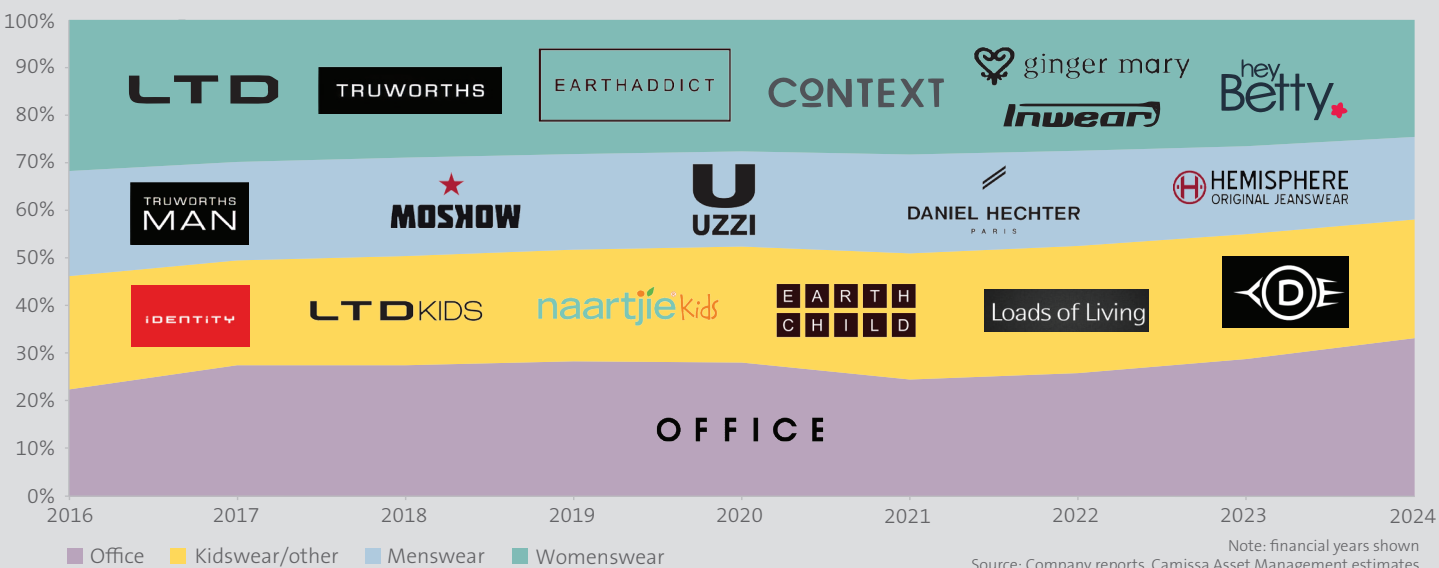 100%
90%
80%
70%
60%
50%
40%
30%
20%
10%
0%
LTD
TRUWORTHS
EARTHADDICT
CONTEXT
ginger mary
Inwear
hey
Betty
TRUWORTHS
MAN
MOSKOW
UZZI
DANIEL HECHTER
PARIS
HEMISPHERE
ORIGINAL JEANSWEAR
IDENTITY
LTD KIDS
naartjie kids
EARTH
CHILD
Loads of Living
D
OFFICE
2016 2017 2018 2019 2020 2021 2022 2023 2024
Office Kidswear/other Menswear Womenswear
Note: financial years shown
Source: Company reports, Camissa Asset Management estimates